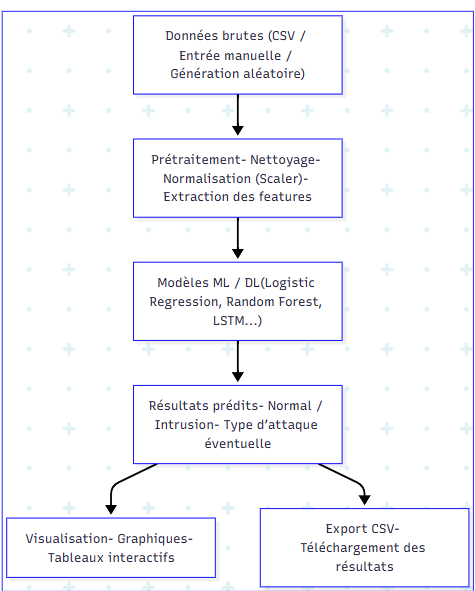 Données brutes (CSV /
Entrée manuelle /
Génération aléatoire)
Prétraitement- Nettoyage-
Normalisation (Scaler)-
Extraction des features
Modèles ML / DL(Logistic
Regression, Random Forest,
LSTM...)
Résultats prédits- Normal /
Intrusion- Type d’attaque
éventuelle
Visualisation- Graphiques-
Tableaux interactifs
Export CSV-
Téléchargement des
résultats